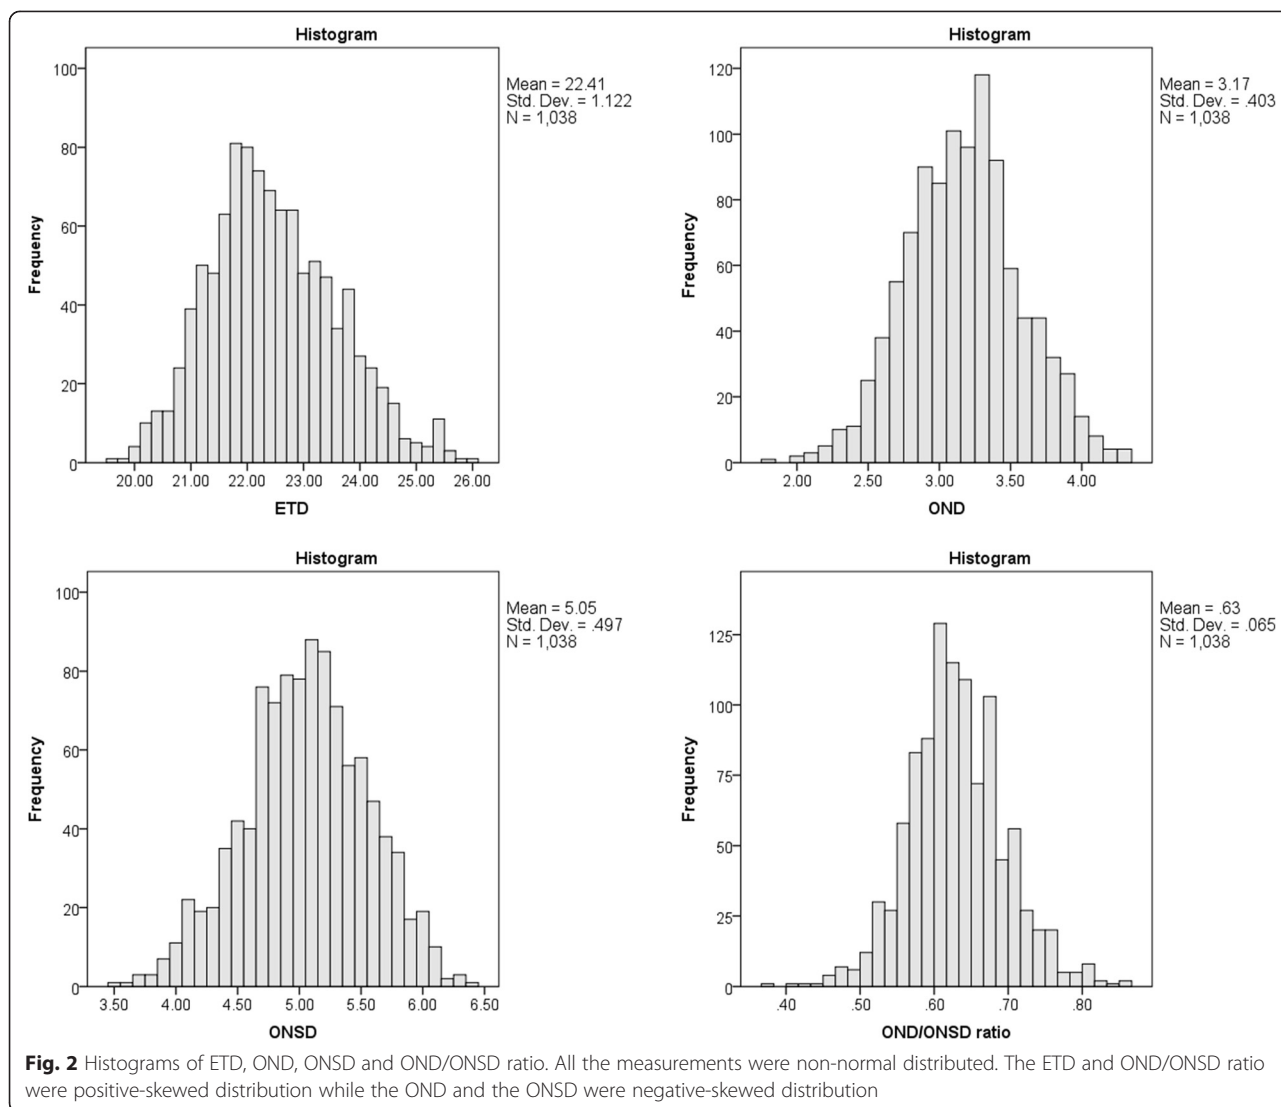 Histogram
100
80
60
40
20
0
Frequency
20.00 21.00 22.00 23.00 24.00 25.00 26.00
ETD
Mean = 22.41
Std. Dev. = 1.122
N = 1,038
Histogram
120
100
80
60
40
20
0
Frequency
2.00 2.50 3.00 3.50 4.00
OND
Mean = 3.17
Std. Dev. = .403
N = 1,038
Histogram
100
80
60
40
20
0
Frequency
3.50 4.00 4.50 5.00 5.50 6.00 6.50
ONSD
Mean = 5.05
Std. Dev. = .497
N = 1,038
Histogram
125
100
75
50
25
0
Frequency
.40 .50 .60 .70 .80
OND/ONSD ratio
Mean = .63
Std. Dev. = .065
N = 1,038
Fig. 2 Histograms of ETD, OND, ONSD and OND/ONSD ratio. All the measurements were non-normal distributed. The ETD and OND/ONSD ratio
were positive-skewed distribution while the OND and the ONSD were negative-skewed distribution